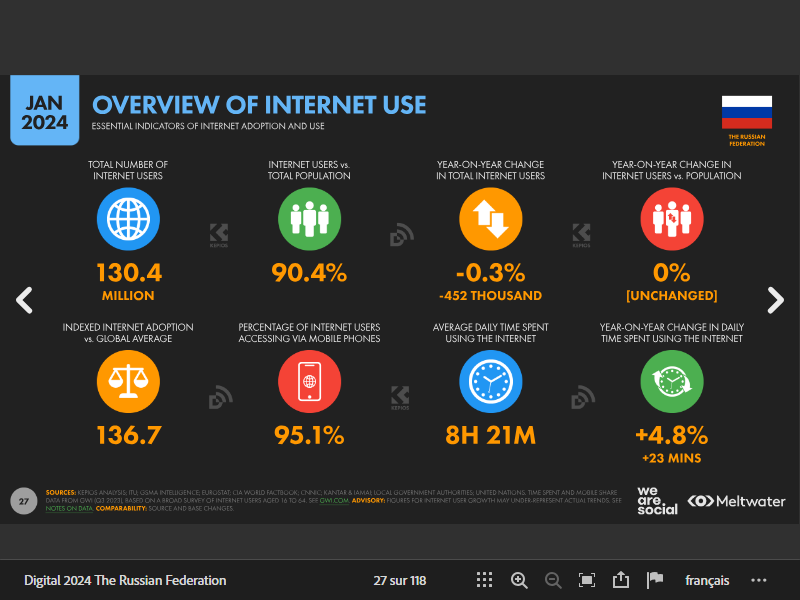 JAN
2024
OVERVIEW OF INTERNET USE
ESSENTIAL INDICATORS OF INTERNET ADOPTION AND USE
THE RUSSIAN
FEDERATION
TOTAL NUMBER OF
INTERNET USERS
130.4
MILLION
INTERNET USERS vs.
TOTAL POPULATION
90.4%
YEAR-ON-YEAR CHANGE
IN TOTAL INTERNET USERS
-0.3%
-452 THOUSAND
YEAR-ON-YEAR CHANGE IN
INTERNET USERS vs. POPULATION
0%
[UNCHANGED]
KEPIOS
KEPIOS
INDEXED INTERNET ADOPTION
vs. GLOBAL AVERAGE
136.7
PERCENTAGE OF INTERNET USERS
ACCESSING VIA MOBILE PHONES
95.1%
AVERAGE DAILY TIME SPENT
USING THE INTERNET
8H 21M
YEAR-ON-YEAR CHANGE IN DAILY
TIME SPENT USING THE INTERNET
+4.8%
+23 MINS
KEPIOS
27
SOURCES: KEPIOS ANALYSIS; ITU; GSMA INTELLIGENCE; EUROSTAT; CIA WORLD FACTBOOK; CNNIC; KANTAR & IAMAI; LOCAL GOVERNMENT AUTHORITIES; UNITED NATIONS. TIME SPENT AND MOBILE SHARE
DATA FROM GWI (Q3 2023), BASED ON A BROAD SURVEY OF INTERNET USERS AGED 16 TO 64. SEE GWI.COM. ADVISORY: FIGURES FOR INTERNET USER GROWTH MAY UNDER-REPRESENT ACTUAL TRENDS. SEE
NOTES ON DATA. COMPARABILITY: SOURCE AND BASE CHANGES.
we
are.
social
Meltwater
Digital 2024 The Russian Federation
27 sur 118
français